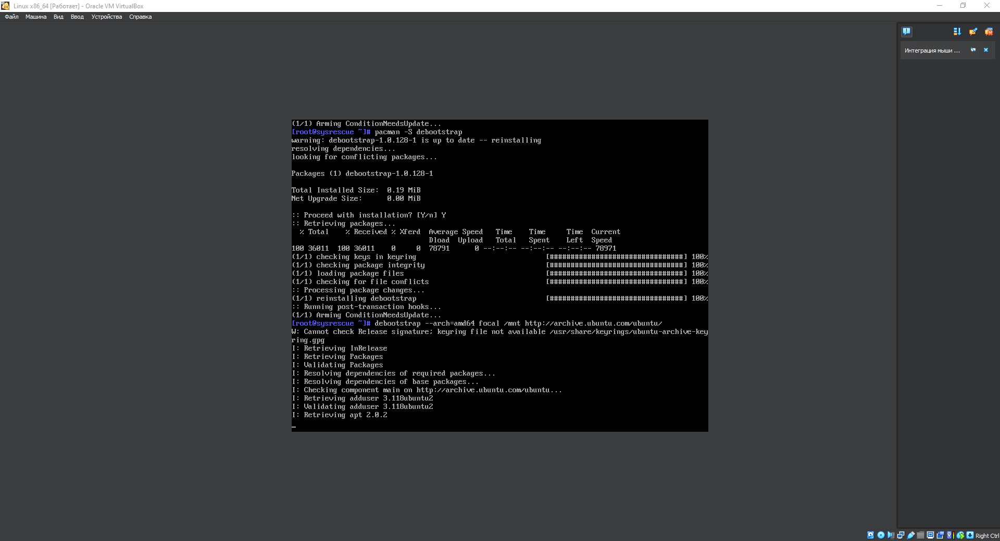 Linux x86_64 [Работает] - Oracle VM VirtualBox
Файл Машина Вид Ввод Устройства Справка
Интеграция мыши ...
(1/1) Arming ConditionNeedsUpdate...
[root@sysrescue ~]# pacman -S debootstrap
warning: debootstrap-1.0.128-1 is up to date -- reinstalling
resolving dependencies...
looking for conflicting packages...
Packages (1) debootstrap-1.0.128-1
Total Installed Size:  0.19 MiB
Net Upgrade Size:      0.00 MiB
:: Proceed with installation? [Y/n] Y
:: Retrieving packages...
  % Total    % Received % Xferd  Average Speed   Time    Time     Time  Current
                                 Dload  Upload   Total   Spent    Left  Speed
100 36011  100 36011    0     0  78791      0 --:--:-- --:--:-- --:--:-- 78971
(1/1) checking keys in keyring                               [################################] 100%
(1/1) checking package integrity                             [################################] 100%
(1/1) loading package files                                  [################################] 100%
(1/1) checking for file conflicts                            [################################] 100%
:: Processing package changes...
(1/1) reinstalling debootstrap                               [################################] 100%
:: Running post-transaction hooks...
(1/1) Arming ConditionNeedsUpdate...
[root@sysrescue ~]# debootstrap --arch=amd64 focal /mnt http://archive.ubuntu.com/ubuntu/
W: Cannot check Release signature; keyring file not available /usr/share/keyrings/ubuntu-archive-key
ring.gpg
I: Retrieving InRelease
I: Retrieving Packages
I: Validating Packages
I: Resolving dependencies of required packages...
I: Resolving dependencies of base packages...
I: Checking component main on http://archive.ubuntu.com/ubuntu...
I: Retrieving adduser 3.118ubuntu2
I: Validating adduser 3.118ubuntu2
I: Retrieving apt 2.0.2
Right Ctrl